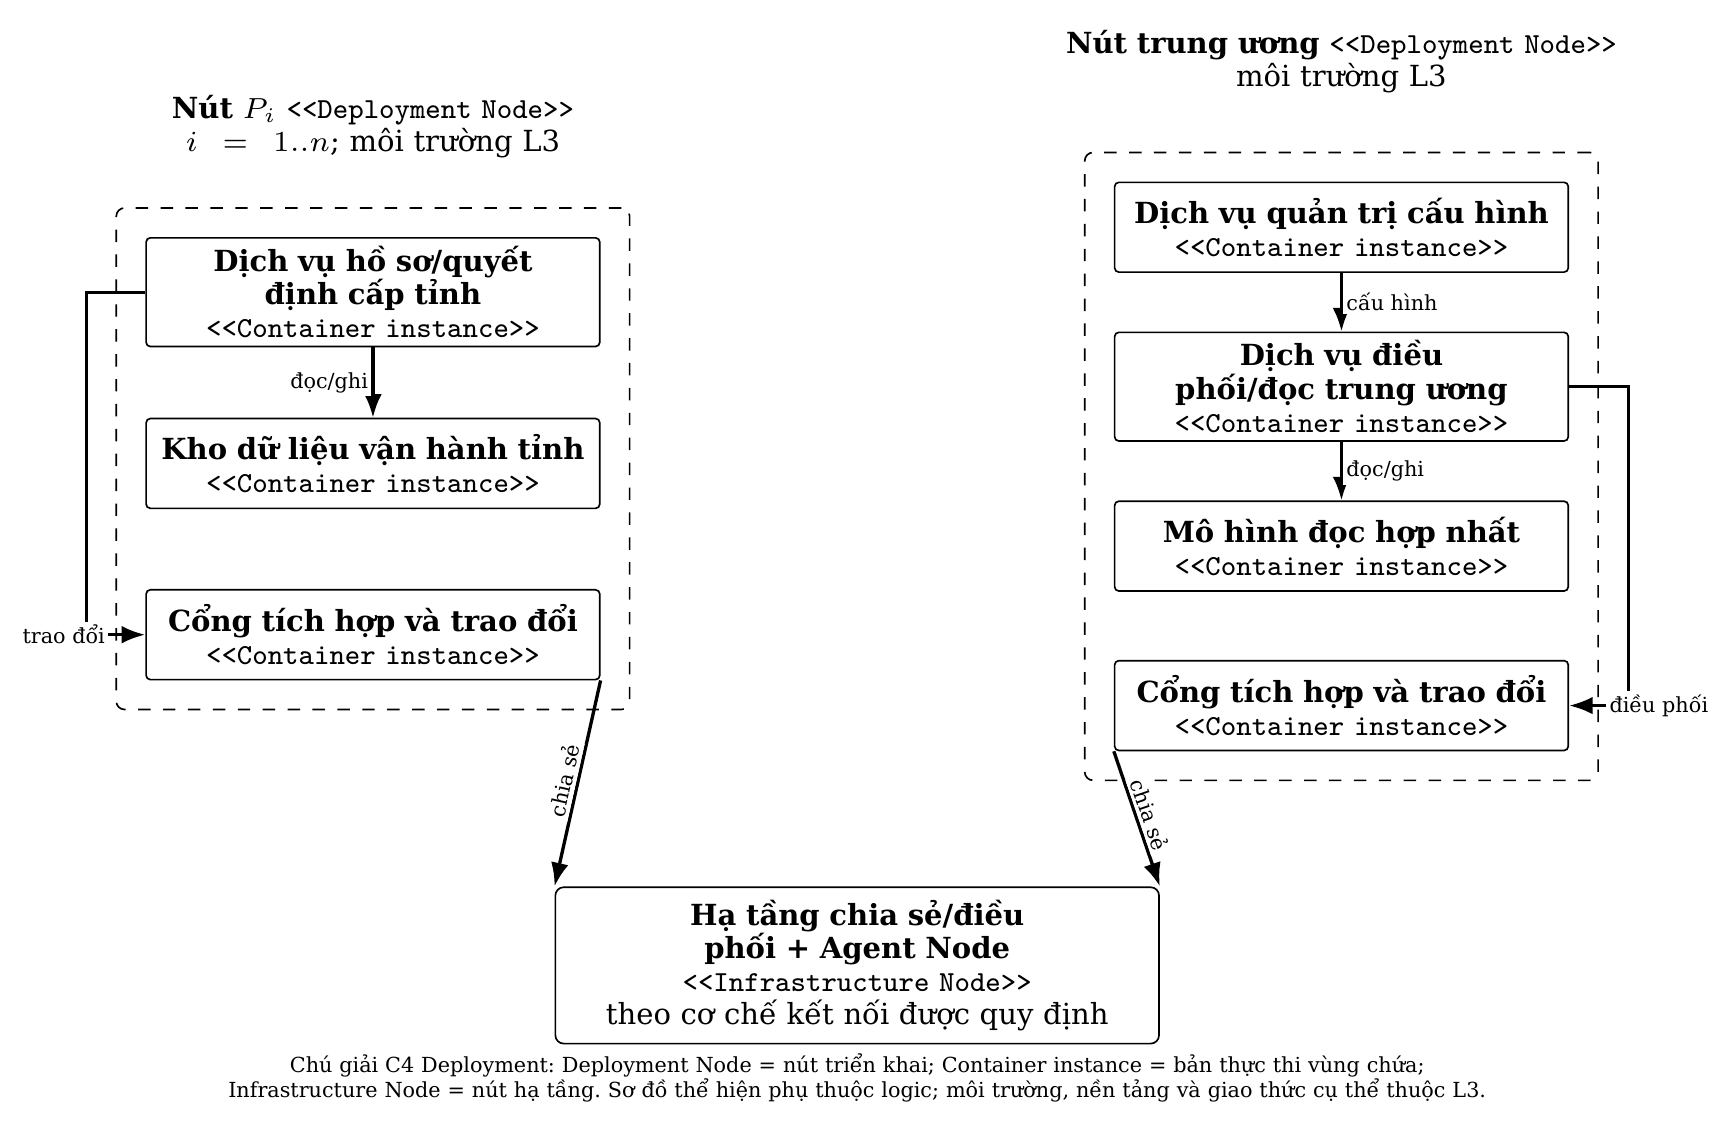 Nút trung ương <<Deployment Node>>
môi trường L3
Nút P_i <<Deployment Node>>
i = 1..n; môi trường L3
Dịch vụ hồ sơ/quyết
định cấp tỉnh
<<Container instance>>
đọc/ghi
Kho dữ liệu vận hành tỉnh
<<Container instance>>
trao đổi
Cổng tích hợp và trao đổi
<<Container instance>>
chia sẻ
Dịch vụ quản trị cấu hình
<<Container instance>>
cấu hình
Dịch vụ điều
phối/đọc trung ương
<<Container instance>>
đọc/ghi
Mô hình đọc hợp nhất
<<Container instance>>
Cổng tích hợp và trao đổi
<<Container instance>>
điều phối
chia sẻ
Hạ tầng chia sẻ/điều
phối + Agent Node
<<Infrastructure Node>>
theo cơ chế kết nối được quy định
Chú giải C4 Deployment: Deployment Node = nút triển khai; Container instance = bản thực thi vùng chứa;
Infrastructure Node = nút hạ tầng. Sơ đồ thể hiện phụ thuộc logic; môi trường, nền tảng và giao thức cụ thể thuộc L3.